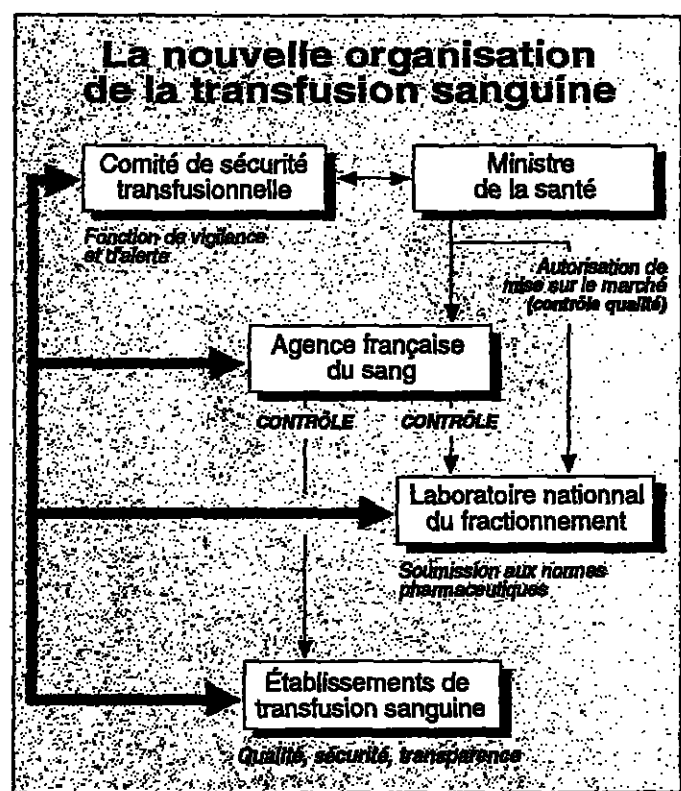 La nouvelle organisation
de la transfusion sanguine
Comité de sécurité
transfusionnelle
Ministre
de la santé
Fonction de vigilance
et d'alerte
Autorisation de
mise sur le marché
(contrôle qualité)
Agence française
du sang
CONTRÔLE
CONTRÔLE
Laboratoire nationnal
du fractionnement
Soumission aux normes
pharmaceutiques
Établissements de
transfusion sanguine
Qualité, sécurité, transparence